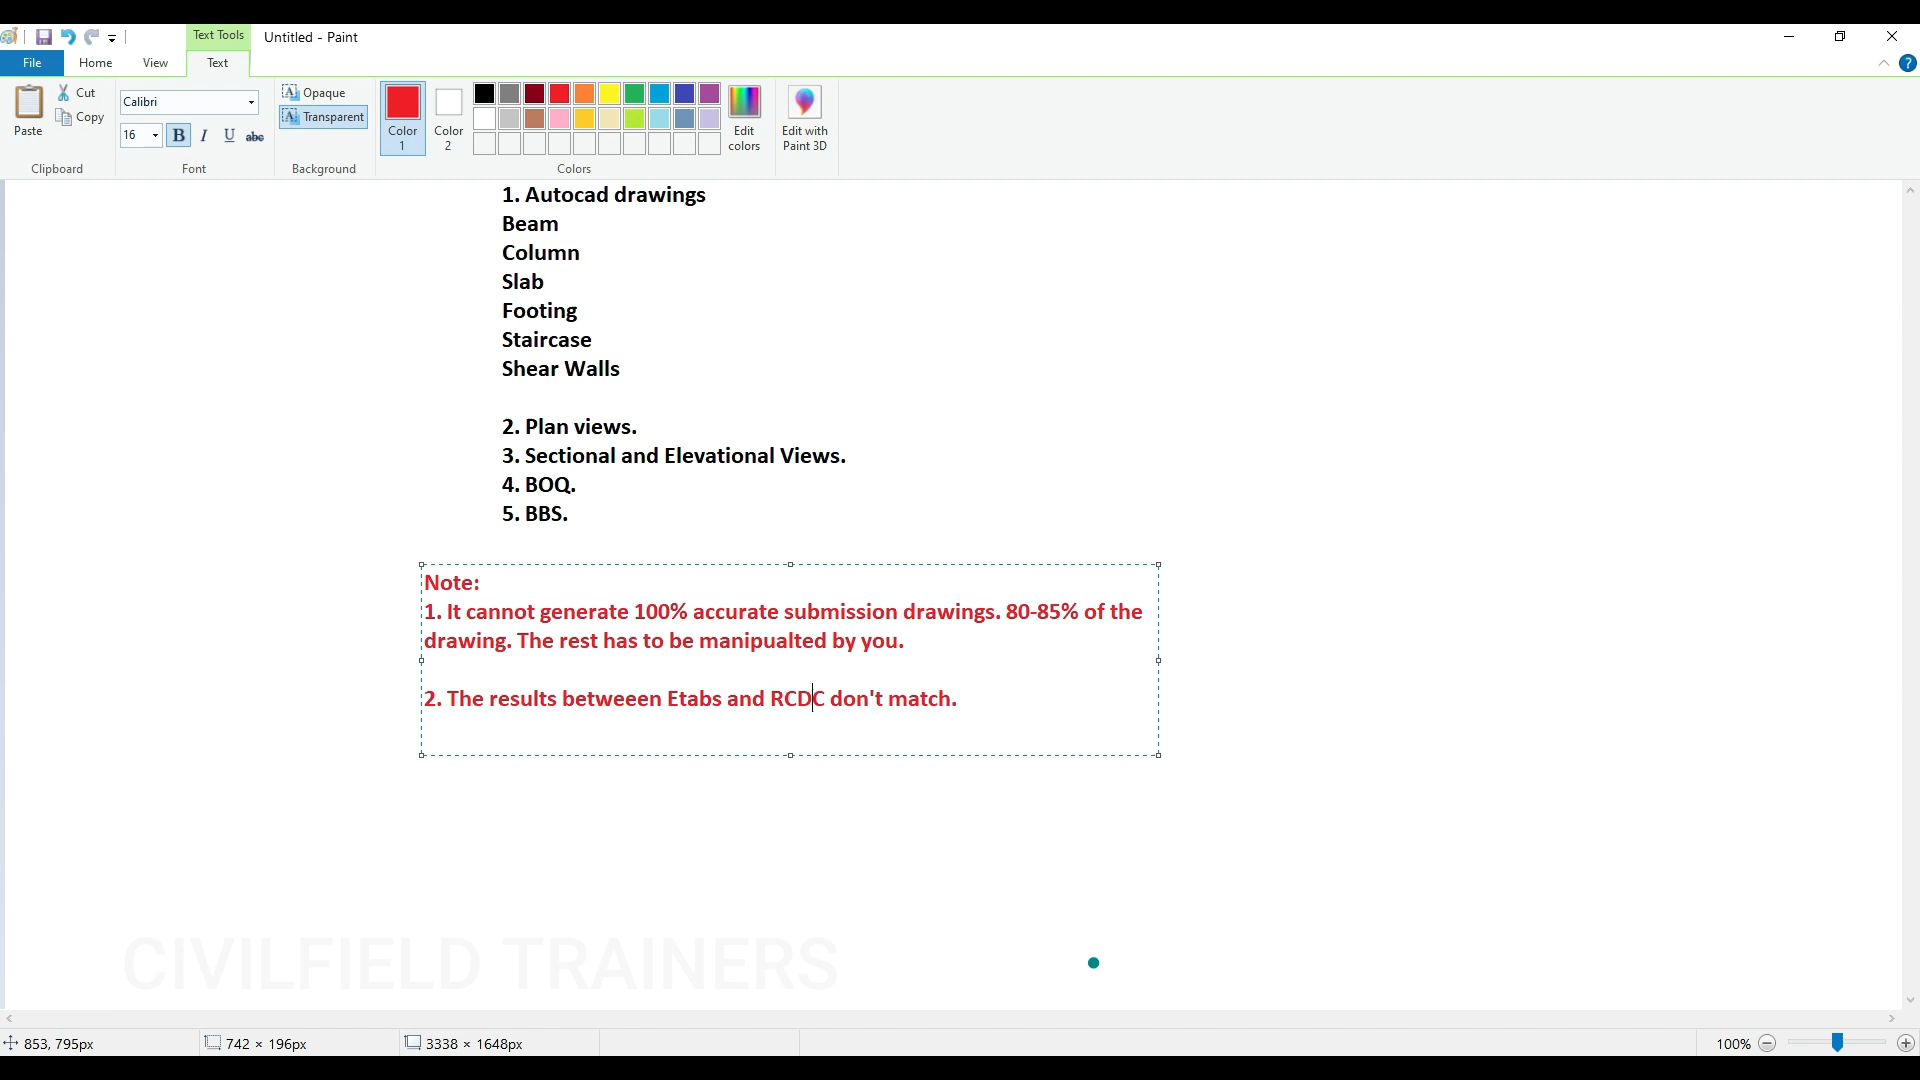 Text Tools
Untitled - Paint
File
Home
View
Text
?
Paste
Cut
Copy
Clipboard
Calibri
16
B
I
U
abc
Font
Opaque
Transparent
Background
Color
1
Color
2
Edit
colors
Colors
Edit with
Paint 3D
1. Autocad drawings
Beam
Column
Slab
Footing
Staircase
Shear Walls
2. Plan views.
3. Sectional and Elevational Views.
4. BOQ.
5. BBS.
Note:
1. It cannot generate 100% accurate submission drawings. 80-85% of the
drawing. The rest has to be manipualted by you.
2. The results betweeen Etabs and RCDC don't match.
CIVILFIELD TRAINERS
853, 795px
742 × 196px
3338 × 1648px
100%